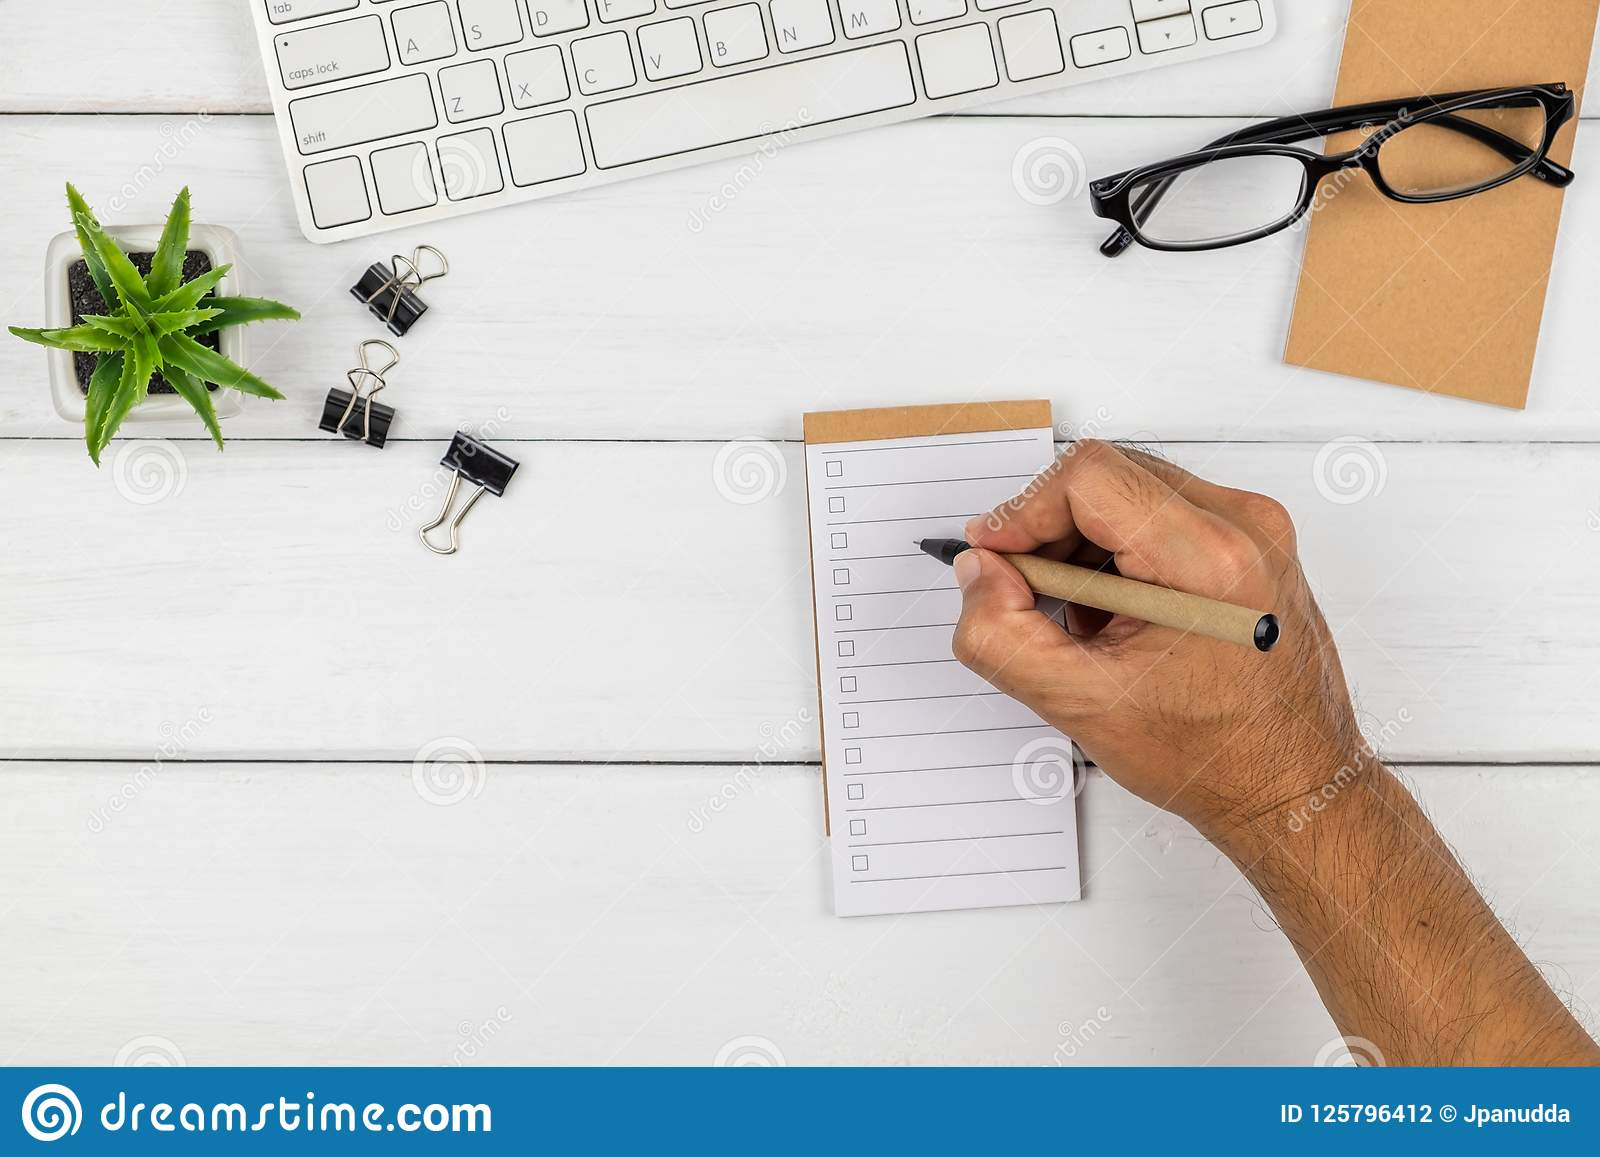 tab D F
caps lock A S
Z X C V B N M
shift
dreamstime.com ID 125796412 © Jpanudda